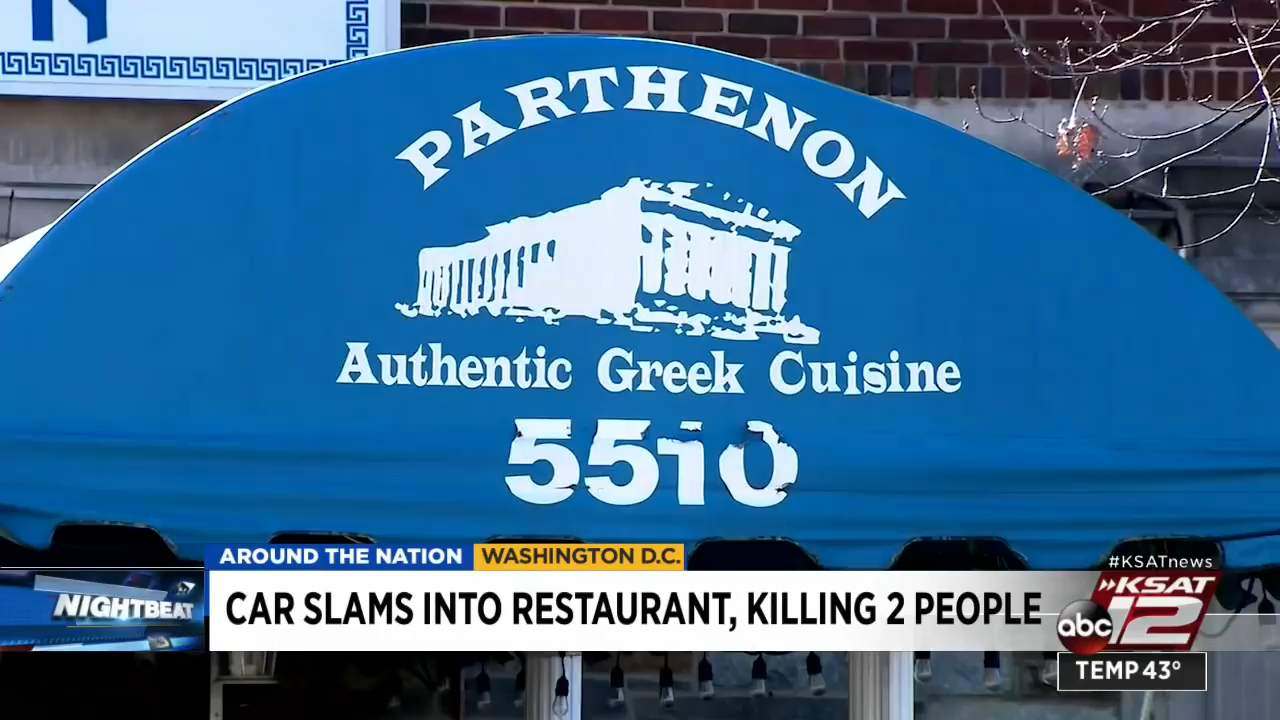 PARTHENON
Authentic Greek Cuisine
5510
AROUND THE NATION WASHINGTON D.C.
#KSATnews
NIGHTBEAT
CAR SLAMS INTO RESTAURANT, KILLING 2 PEOPLE
abc KSAT 12
TEMP 43°